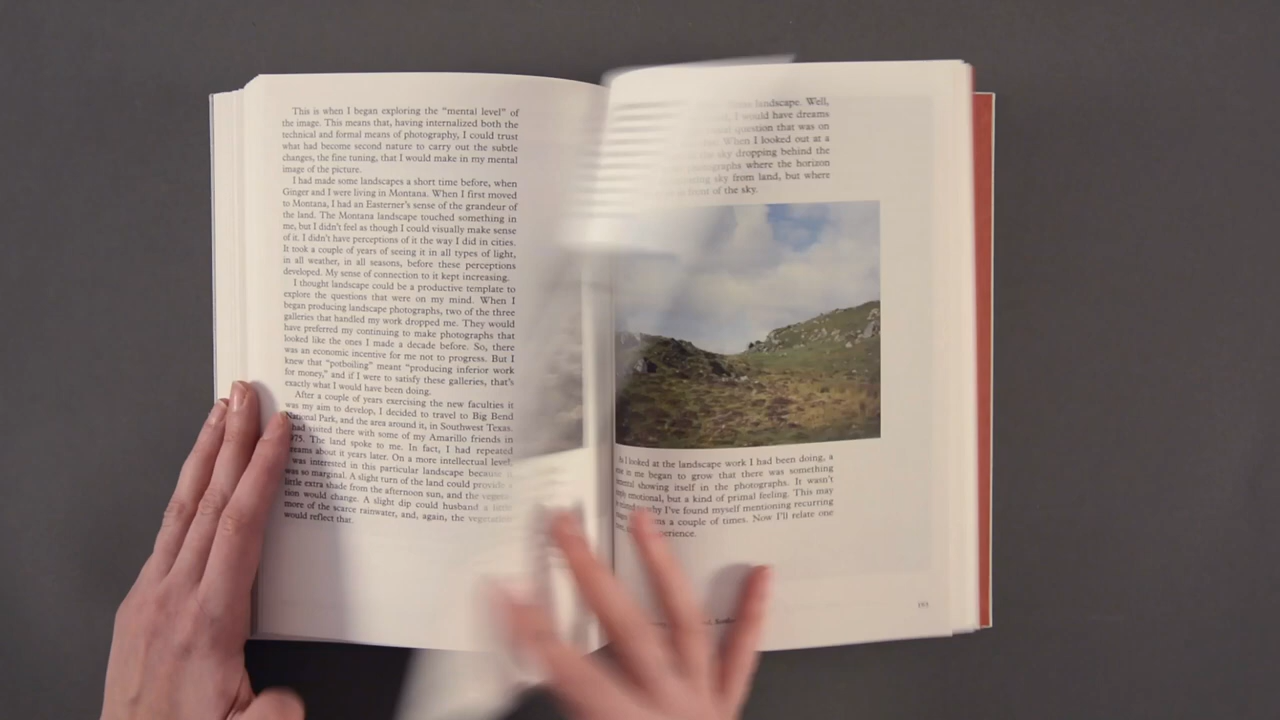 This is when I began exploring the "mental level" of
the image. This means that, having internalized both the
technical and formal means of photography, I could trust
what had become second nature to carry out the subtle
changes, the fine tuning, that I would make in my mental
image of the picture.
I had made some landscapes a short time before, when
Ginger and I were living in Montana. When I first moved
to Montana, I had an Easterner's sense of the grandeur of
the land. The Montana landscape touched something in
me, but I didn't feel as though I could visually make sense
of it. I didn't have perceptions of it the way I did in cities.
It took a couple of years of seeing it in all types of light,
in all weather, in all seasons, before these perceptions
developed. My sense of connection to it kept increasing.
I thought landscape could be a productive template to
explore the questions that were on my mind. When I
began producing landscape photographs, two of the three
galleries that handled my work dropped me. They would
have preferred my continuing to make photographs that
looked like the ones I made a decade before. So, there
was an economic incentive for me not to progress. But I
knew that "potboiling" meant "producing inferior work
for money," and if I were to satisfy these galleries, that's
exactly what I would have been doing.
After a couple of years exercising the new faculties it
was my aim to develop, I decided to travel to Big Bend
National Park, and the area around it, in Southwest Texas.
had visited there with some of my Amarillo friends in
975. The land spoke to me. In fact, I had repeated
reams about it years later. On a more intellectual level,
was interested in this particular landscape because it
was so marginal. A slight turn of the land could provide a
little extra shade from the afternoon sun, and the vegeta-
tion would change. A slight dip could husband a little
more of the scarce rainwater, and, again, the vegetation
would reflect that.
landscape. Well,
I would have dreams
question that was on
When I looked out at a
the sky dropping behind the
photographs where the horizon
sky from land, but where
in front of the sky.
As I looked at the landscape work I had been doing, a
in me began to grow that there was something
showing itself in the photographs. It wasn't
emotional, but a kind of primal feeling. This may
why I've found myself mentioning recurring
a couple of times. Now I'll relate one
193